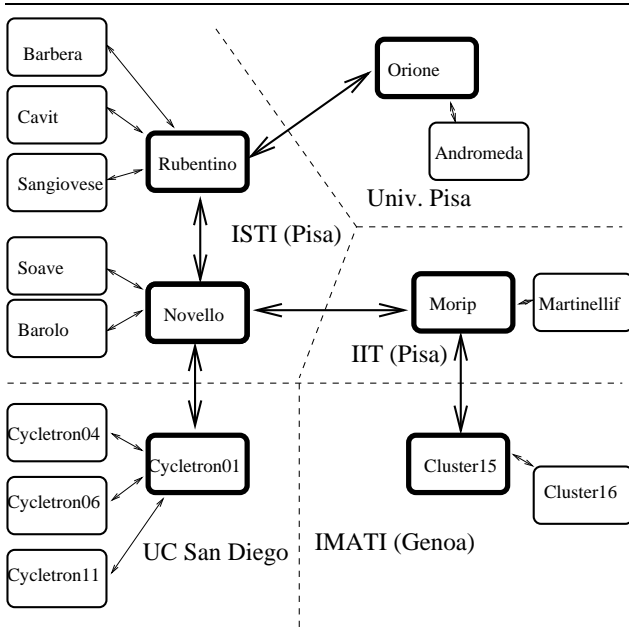 Barbera
Orione
Cavit
Andromeda
Rubentino
Sangiovese
Univ. Pisa
ISTI (Pisa)
Soave
Novello
Morip
Martinellif
Barolo
IIT (Pisa)
Cycletron04
Cycletron01
Cluster15
Cycletron06
Cluster16
UC San Diego
IMATI (Genoa)
Cycletron11